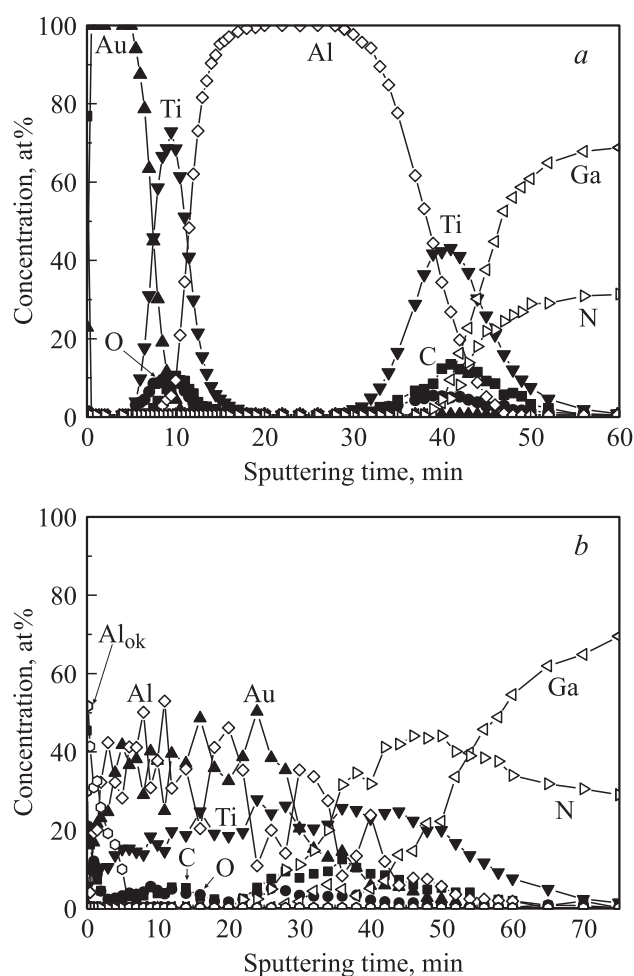 100
80
60
40
20
0
Concentration, at%
Au
Ti
Al
a
Ga
Ti
N
C
O
0 10 20 30 40 50 60
Sputtering time, min
100
80
60
40
20
0
Concentration, at%
b
Al_ok
Al
Au
Ga
Ti
N
C
O
0 10 20 30 40 50 60 70
Sputtering time, min